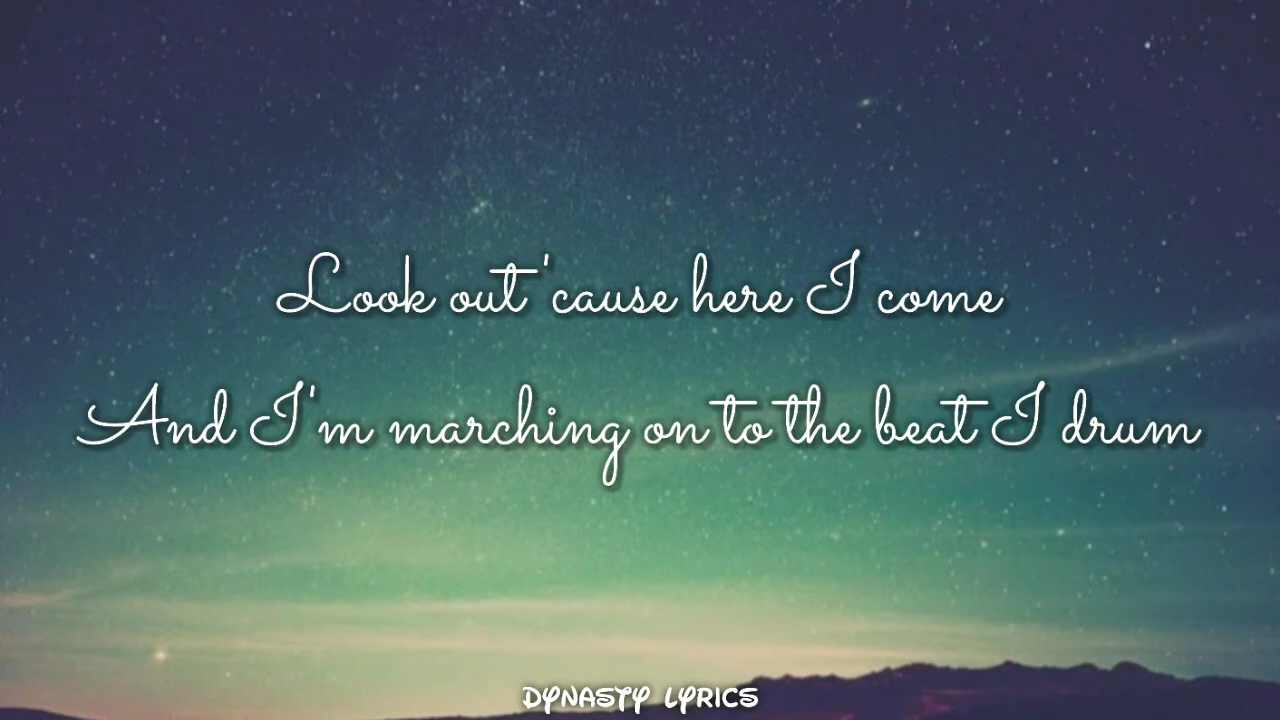 Look out 'cause here I come
And I'm marching on to the beat I drum
DYNASTY LYRICS